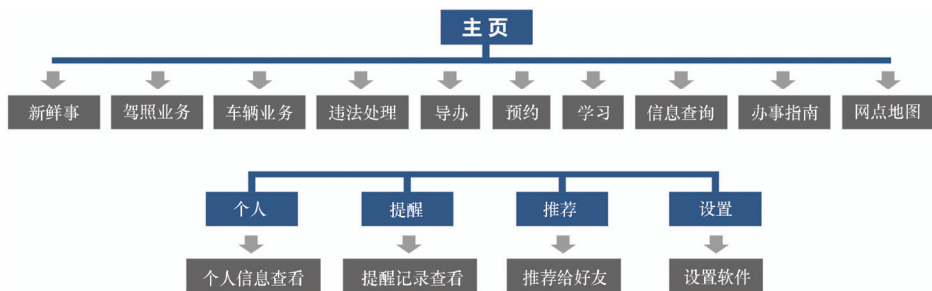 主页
新鲜事 驾照业务 车辆业务 违法处理 导办 预约 学习 信息查询 办事指南 网点地图
个人 提醒 推荐 设置
个人信息查看 提醒记录查看 推荐给好友 设置软件